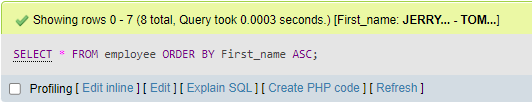 Showing rows 0 - 7 (8 total, Query took 0.0003 seconds.) [First_name: JERRY... - TOM...]
SELECT * FROM employee ORDER BY First_name ASC;
Profiling [ Edit inline ] [ Edit ] [ Explain SQL ] [ Create PHP code ] [ Refresh ]